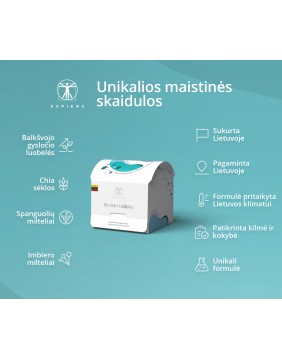 SAPIENS
Unikalios maistinės
skaidulos
Balkšvojo
gysločio
luobelės
Chia
sėklos
Spanguolių
milteliai
Imbiero
milteliai
Sukurta
Lietuvoje
Pagaminta
Lietuvoje
Formulė pritaikyta
Lietuvos klimatui
Patikrinta kilmė ir
kokybė
Unikali
formulė